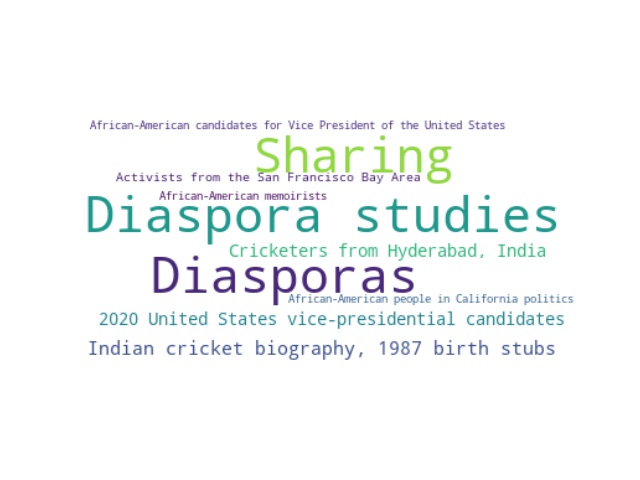 African-American candidates for Vice President of the United States
Sharing
Activists from the San Francisco Bay Area
African-American memoirists
Diaspora studies
Cricketers from Hyderabad, India
Diasporas
African-American people in California politics
2020 United States vice-presidential candidates
Indian cricket biography, 1987 birth stubs